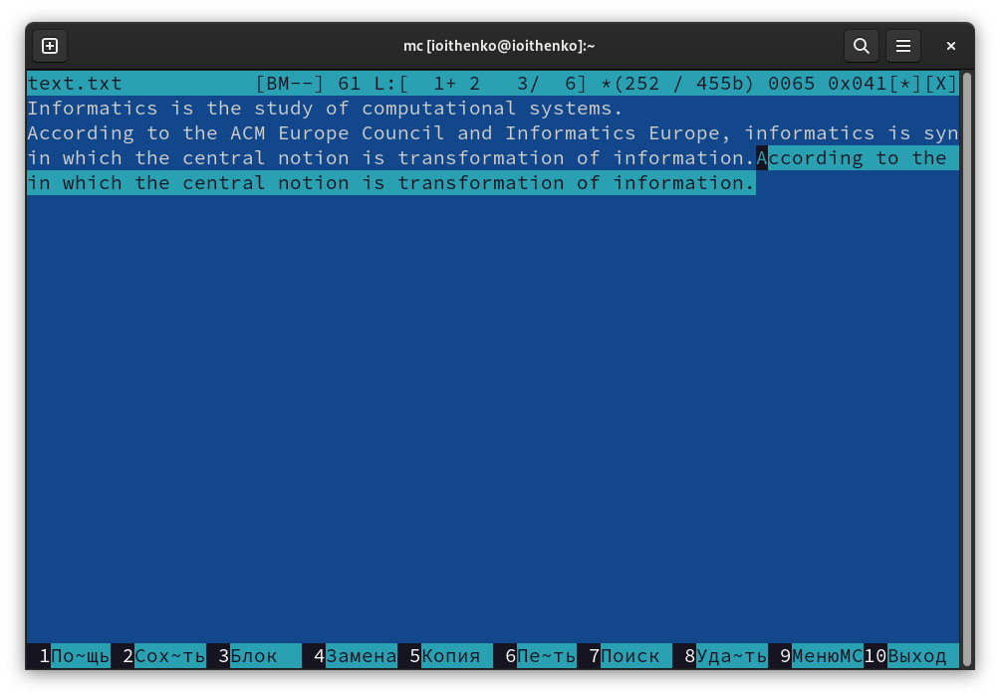 mc [ioithenko@ioithenko]:~
text.txt [BM--] 61 L:[ 1+ 2 3/ 6] *(252 / 455b) 0065 0x041[*][X]
Informatics is the study of computational systems.
According to the ACM Europe Council and Informatics Europe, informatics is syn
in which the central notion is transformation of information.According to the
in which the central notion is transformation of information.
1По~щь 2Сох~ть 3Блок 4Замена 5Копия 6Пе~ть 7Поиск 8Уда~ть 9МенюМС10Выход